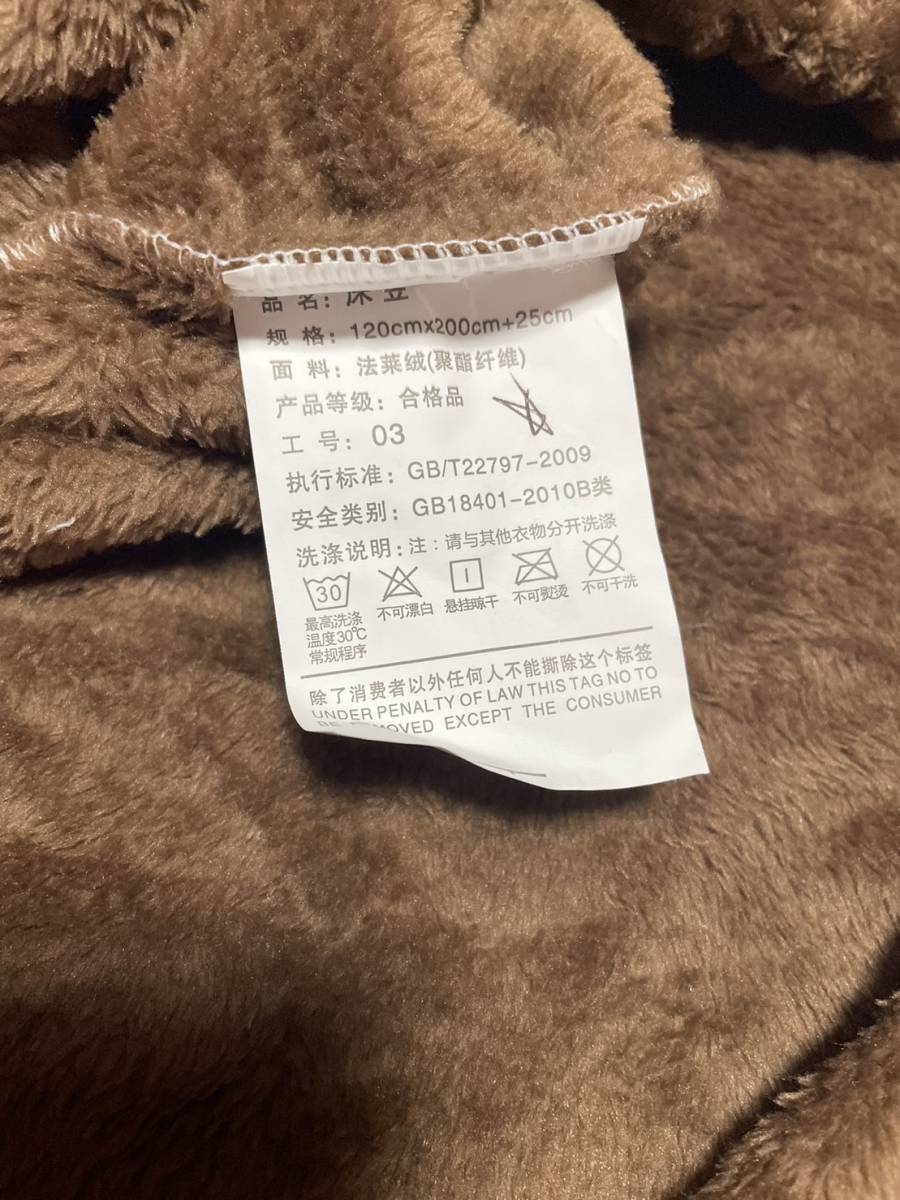 品 名: 床 笠
规 格: 120cmx200cm+25cm
面 料: 法莱绒(聚酯纤维)
产品等级: 合格品
工 号: 03
执行标准: GB/T22797-2009
安全类别: GB18401-2010B类
洗涤说明: 注: 请与其他衣物分开洗涤
30
最高洗涤
温度30℃
常规程序
不可漂白
悬挂晾干
不可熨烫
不可干洗
除了消费者以外任何人不能撕除这个标签
UNDER PENALTY OF LAW THIS TAG NO TO
BE REMOVED EXCEPT THE CONSUMER